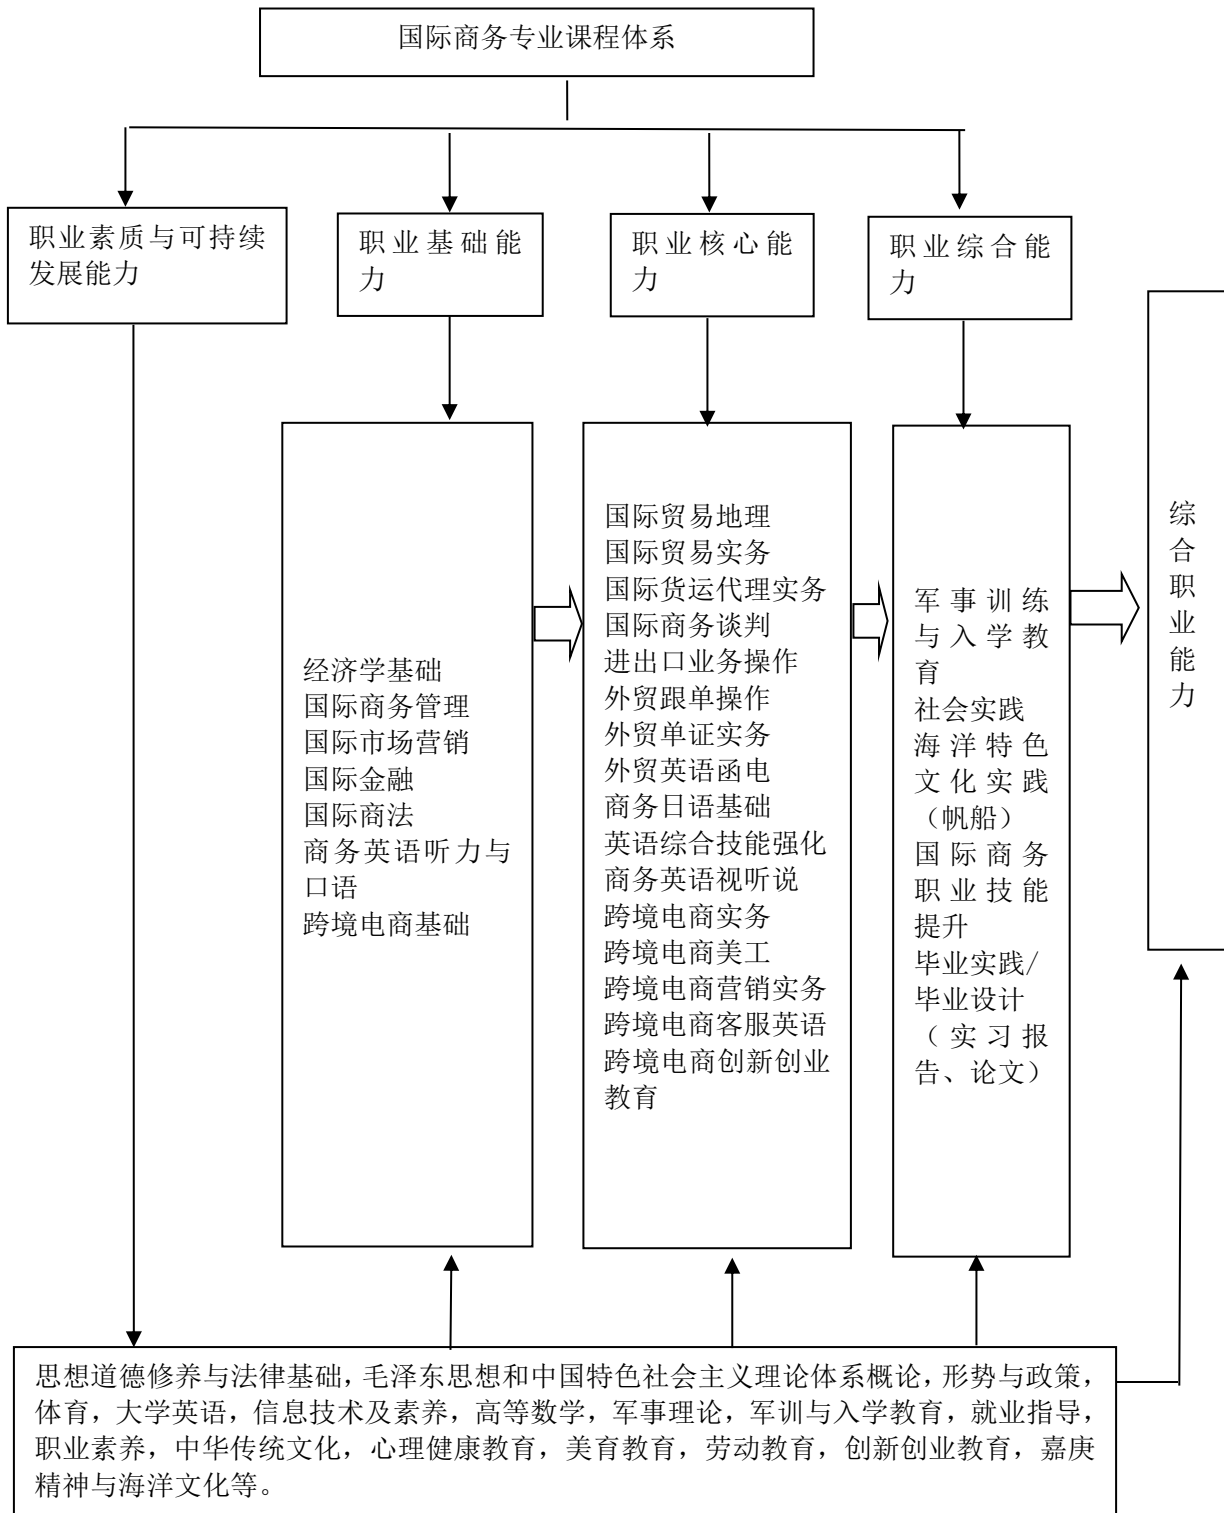 国际商务专业课程体系
职业素质与可持续
发展能力
职业基础能
力
职业核心能
力
职业综合能
力
经济学基础
国际商务管理
国际市场营销
国际金融
国际商法
商务英语听力与
口语
跨境电商基础
国际贸易地理
国际贸易实务
国际货运代理实务
国际商务谈判
进出口业务操作
外贸跟单操作
外贸单证实务
外贸英语函电
商务日语基础
英语综合技能强化
商务英语视听说
跨境电商实务
跨境电商美工
跨境电商营销实务
跨境电商客服英语
跨境电商创新创业
教育
军事训练
与入学教
育
社会实践
海洋特色
文化实践
（帆船）
国际商务
职业技能
提升
毕业实践/
毕业设计
（实习报
告、论文）
综
合
职
业
能
力
思想道德修养与法律基础，毛泽东思想和中国特色社会主义理论体系概论，形势与政策，
体育，大学英语，信息技术及素养，高等数学，军事理论，军训与入学教育，就业指导，
职业素养，中华传统文化，心理健康教育，美育教育，劳动教育，创新创业教育，嘉庚
精神与海洋文化等。